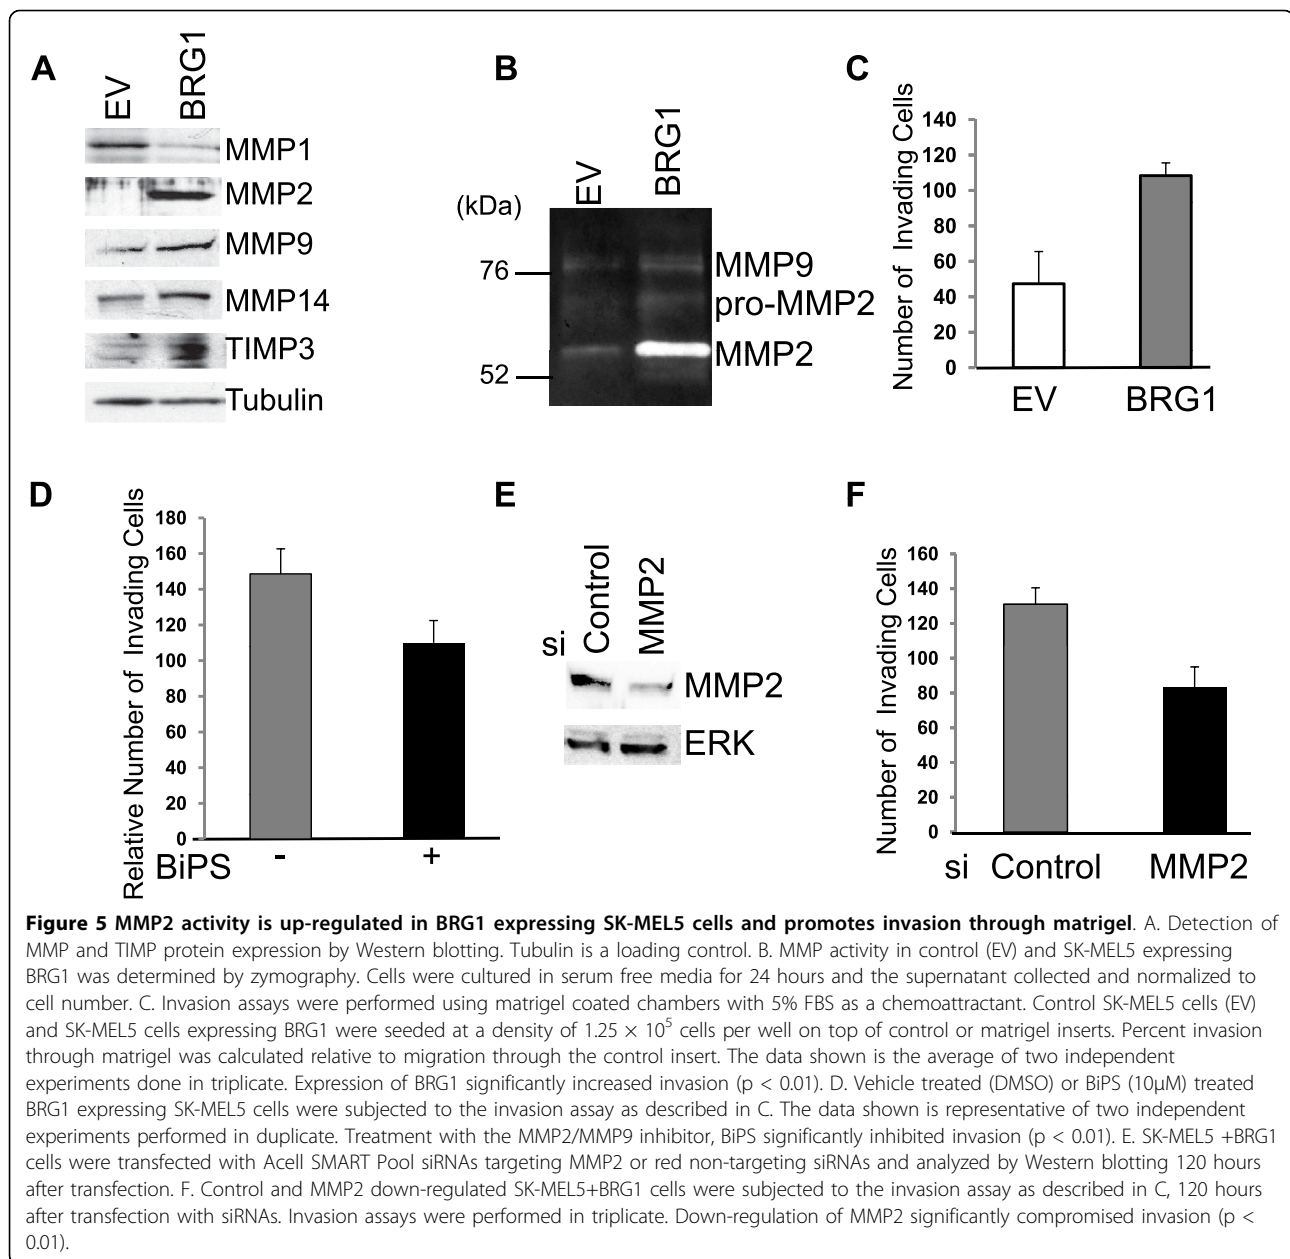 A
EV
BRG1
MMP1
MMP2
MMP9
MMP14
TIMP3
Tubulin
B
EV
BRG1
(kDa)
76
52
MMP9
pro-MMP2
MMP2
C
Number of Invading Cells
140
120
100
80
60
40
20
0
EV
BRG1
D
Relative Number of Invading Cells
180
160
140
120
100
80
60
40
20
0
BiPS
-
+
E
si
Control
MMP2
MMP2
ERK
F
Number of Invading Cells
160
140
120
100
80
60
40
20
0
si Control MMP2
Figure 5 MMP2 activity is up-regulated in BRG1 expressing SK-MEL5 cells and promotes invasion through matrigel. A. Detection of
MMP and TIMP protein expression by Western blotting. Tubulin is a loading control. B. MMP activity in control (EV) and SK-MEL5 expressing
BRG1 was determined by zymography. Cells were cultured in serum free media for 24 hours and the supernatant collected and normalized to
cell number. C. Invasion assays were performed using matrigel coated chambers with 5% FBS as a chemoattractant. Control SK-MEL5 cells (EV)
and SK-MEL5 cells expressing BRG1 were seeded at a density of 1.25 × 10⁵ cells per well on top of control or matrigel inserts. Percent invasion
through matrigel was calculated relative to migration through the control insert. The data shown is the average of two independent
experiments done in triplicate. Expression of BRG1 significantly increased invasion (p < 0.01). D. Vehicle treated (DMSO) or BiPS (10μM) treated
BRG1 expressing SK-MEL5 cells were subjected to the invasion assay as described in C. The data shown is representative of two independent
experiments performed in duplicate. Treatment with the MMP2/MMP9 inhibitor, BiPS significantly inhibited invasion (p < 0.01). E. SK-MEL5 +BRG1
cells were transfected with Acell SMART Pool siRNAs targeting MMP2 or red non-targeting siRNAs and analyzed by Western blotting 120 hours
after transfection. F. Control and MMP2 down-regulated SK-MEL5+BRG1 cells were subjected to the invasion assay as described in C, 120 hours
after transfection with siRNAs. Invasion assays were performed in triplicate. Down-regulation of MMP2 significantly compromised invasion (p <
0.01).